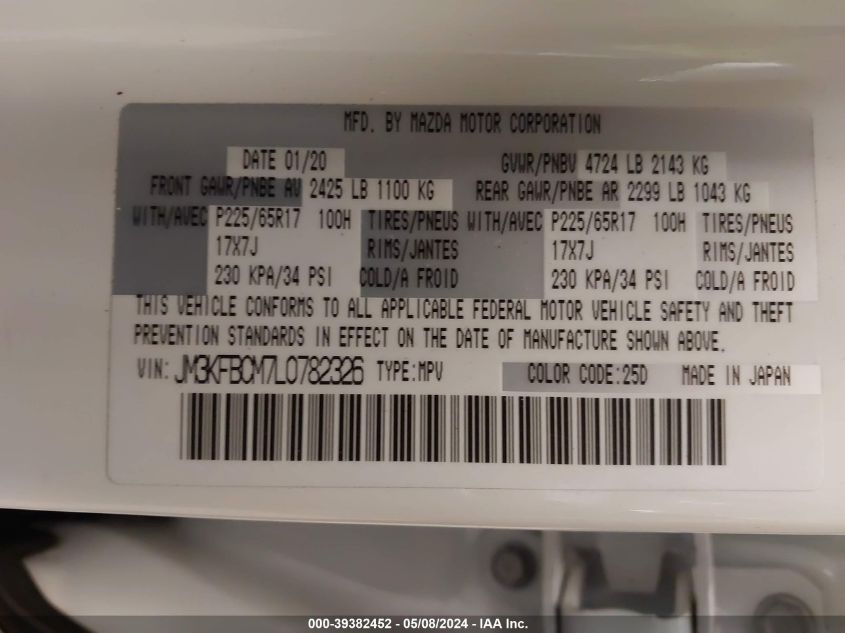 MFD. BY MAZDA MOTOR CORPORATION
DATE 01/20 GVWR/PNBV 4724 LB 2143 KG
FRONT GAWR/PNBE AV 2425 LB 1100 KG REAR GAWR/PNBE AR 2299 LB 1043 KG
WITH/AVEC P225/65R17 100H TIRES/PNEUS WITH/AVEC P225/65R17 100H TIRES/PNEUS
17X7J RIMS/JANTES 17X7J RIMS/JANTES
230 KPA/34 PSI COLD/A FROID 230 KPA/34 PSI COLD/A FROID
THIS VEHICLE CONFORMS TO ALL APPLICABLE FEDERAL MOTOR VEHICLE SAFETY AND THEFT
PREVENTION STANDARDS IN EFFECT ON THE DATE OF MANUFACTURE SHOWN ABOVE.
VIN: JM3KFBCM7L0782326 TYPE:MPV COLOR CODE:25D MADE IN JAPAN
000-39382452 - 05/08/2024 - IAA Inc.